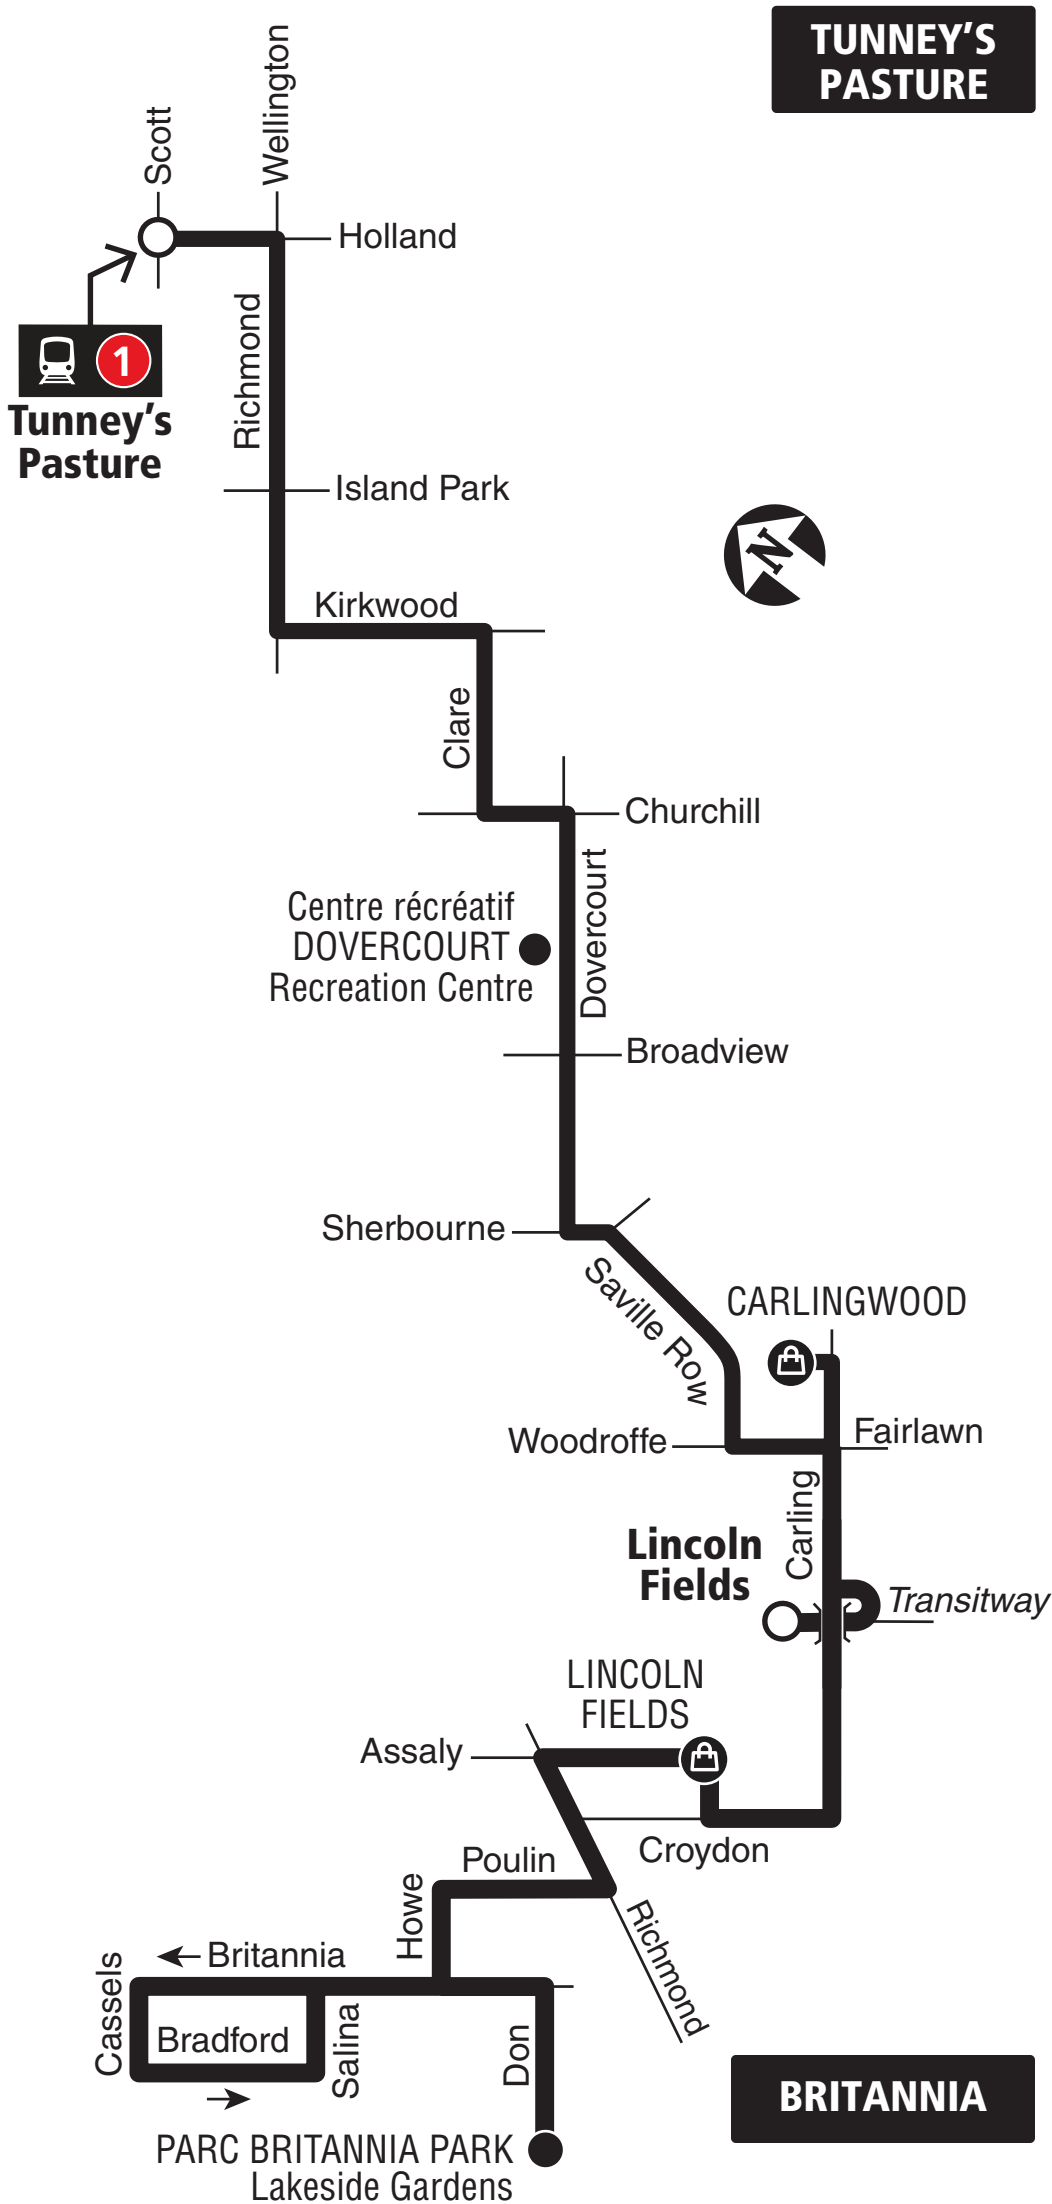 TUNNEY'S
PASTURE
Scott
Wellington
Holland
Richmond
1
Tunney's
Pasture
Island Park
N
Kirkwood
Clare
Churchill
Dovercourt
Centre récréatif
DOVERCOURT
Recreation Centre
Broadview
Sherbourne
Saville Row
CARLINGWOOD
Woodroffe
Fairlawn
Carling
Lincoln
Fields
Transitway
LINCOLN
FIELDS
Assaly
Croydon
Poulin
Howe
Richmond
Britannia
Cassels
Bradford
Salina
Don
BRITANNIA
PARC BRITANNIA PARK
Lakeside Gardens